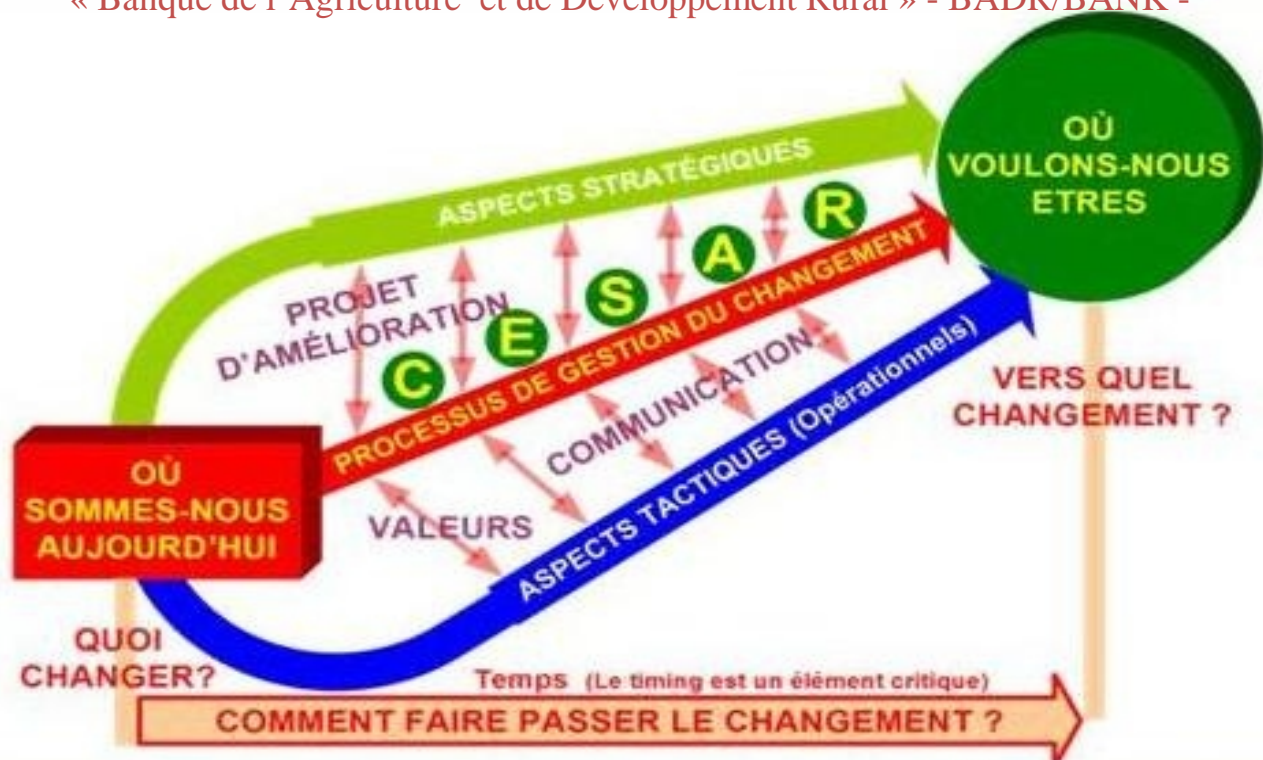 « Banque de l’Agriculture et de Développement Rural » - BADR/BANK -
OÙ
VOULONS-NOUS
ETRES
ASPECTS STRATÉGIQUES
PROJET
D'AMÉLIORATION
C E S A R
PROCESSUS DE GESTION DU CHANGEMENT
COMMUNICATION
VALEURS
ASPECTS TACTIQUES (Opérationnels)
OÙ
SOMMES-NOUS
AUJOURD'HUI
VERS QUEL
CHANGEMENT ?
QUOI
CHANGER?
Temps (Le timing est un élément critique)
COMMENT FAIRE PASSER LE CHANGEMENT ?